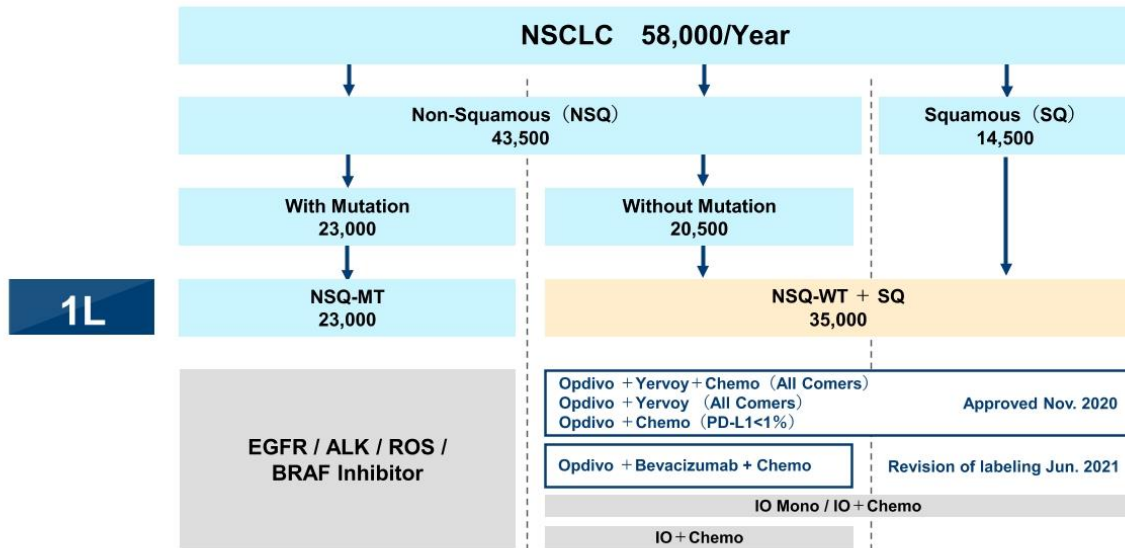 NSCLC 58,000/Year
Non-Squamous（NSQ）
43,500
Squamous（SQ）
14,500
With Mutation
23,000
Without Mutation
20,500
1L
NSQ-MT
23,000
NSQ-WT + SQ
35,000
EGFR / ALK / ROS /
BRAF Inhibitor
Opdivo +Yervoy+Chemo（All Comers）
Opdivo +Yervoy （All Comers）
Opdivo +Chemo（PD-L1<1%）
Approved Nov. 2020
Opdivo +Bevacizumab + Chemo
Revision of labeling Jun. 2021
IO Mono / IO+Chemo
IO+Chemo